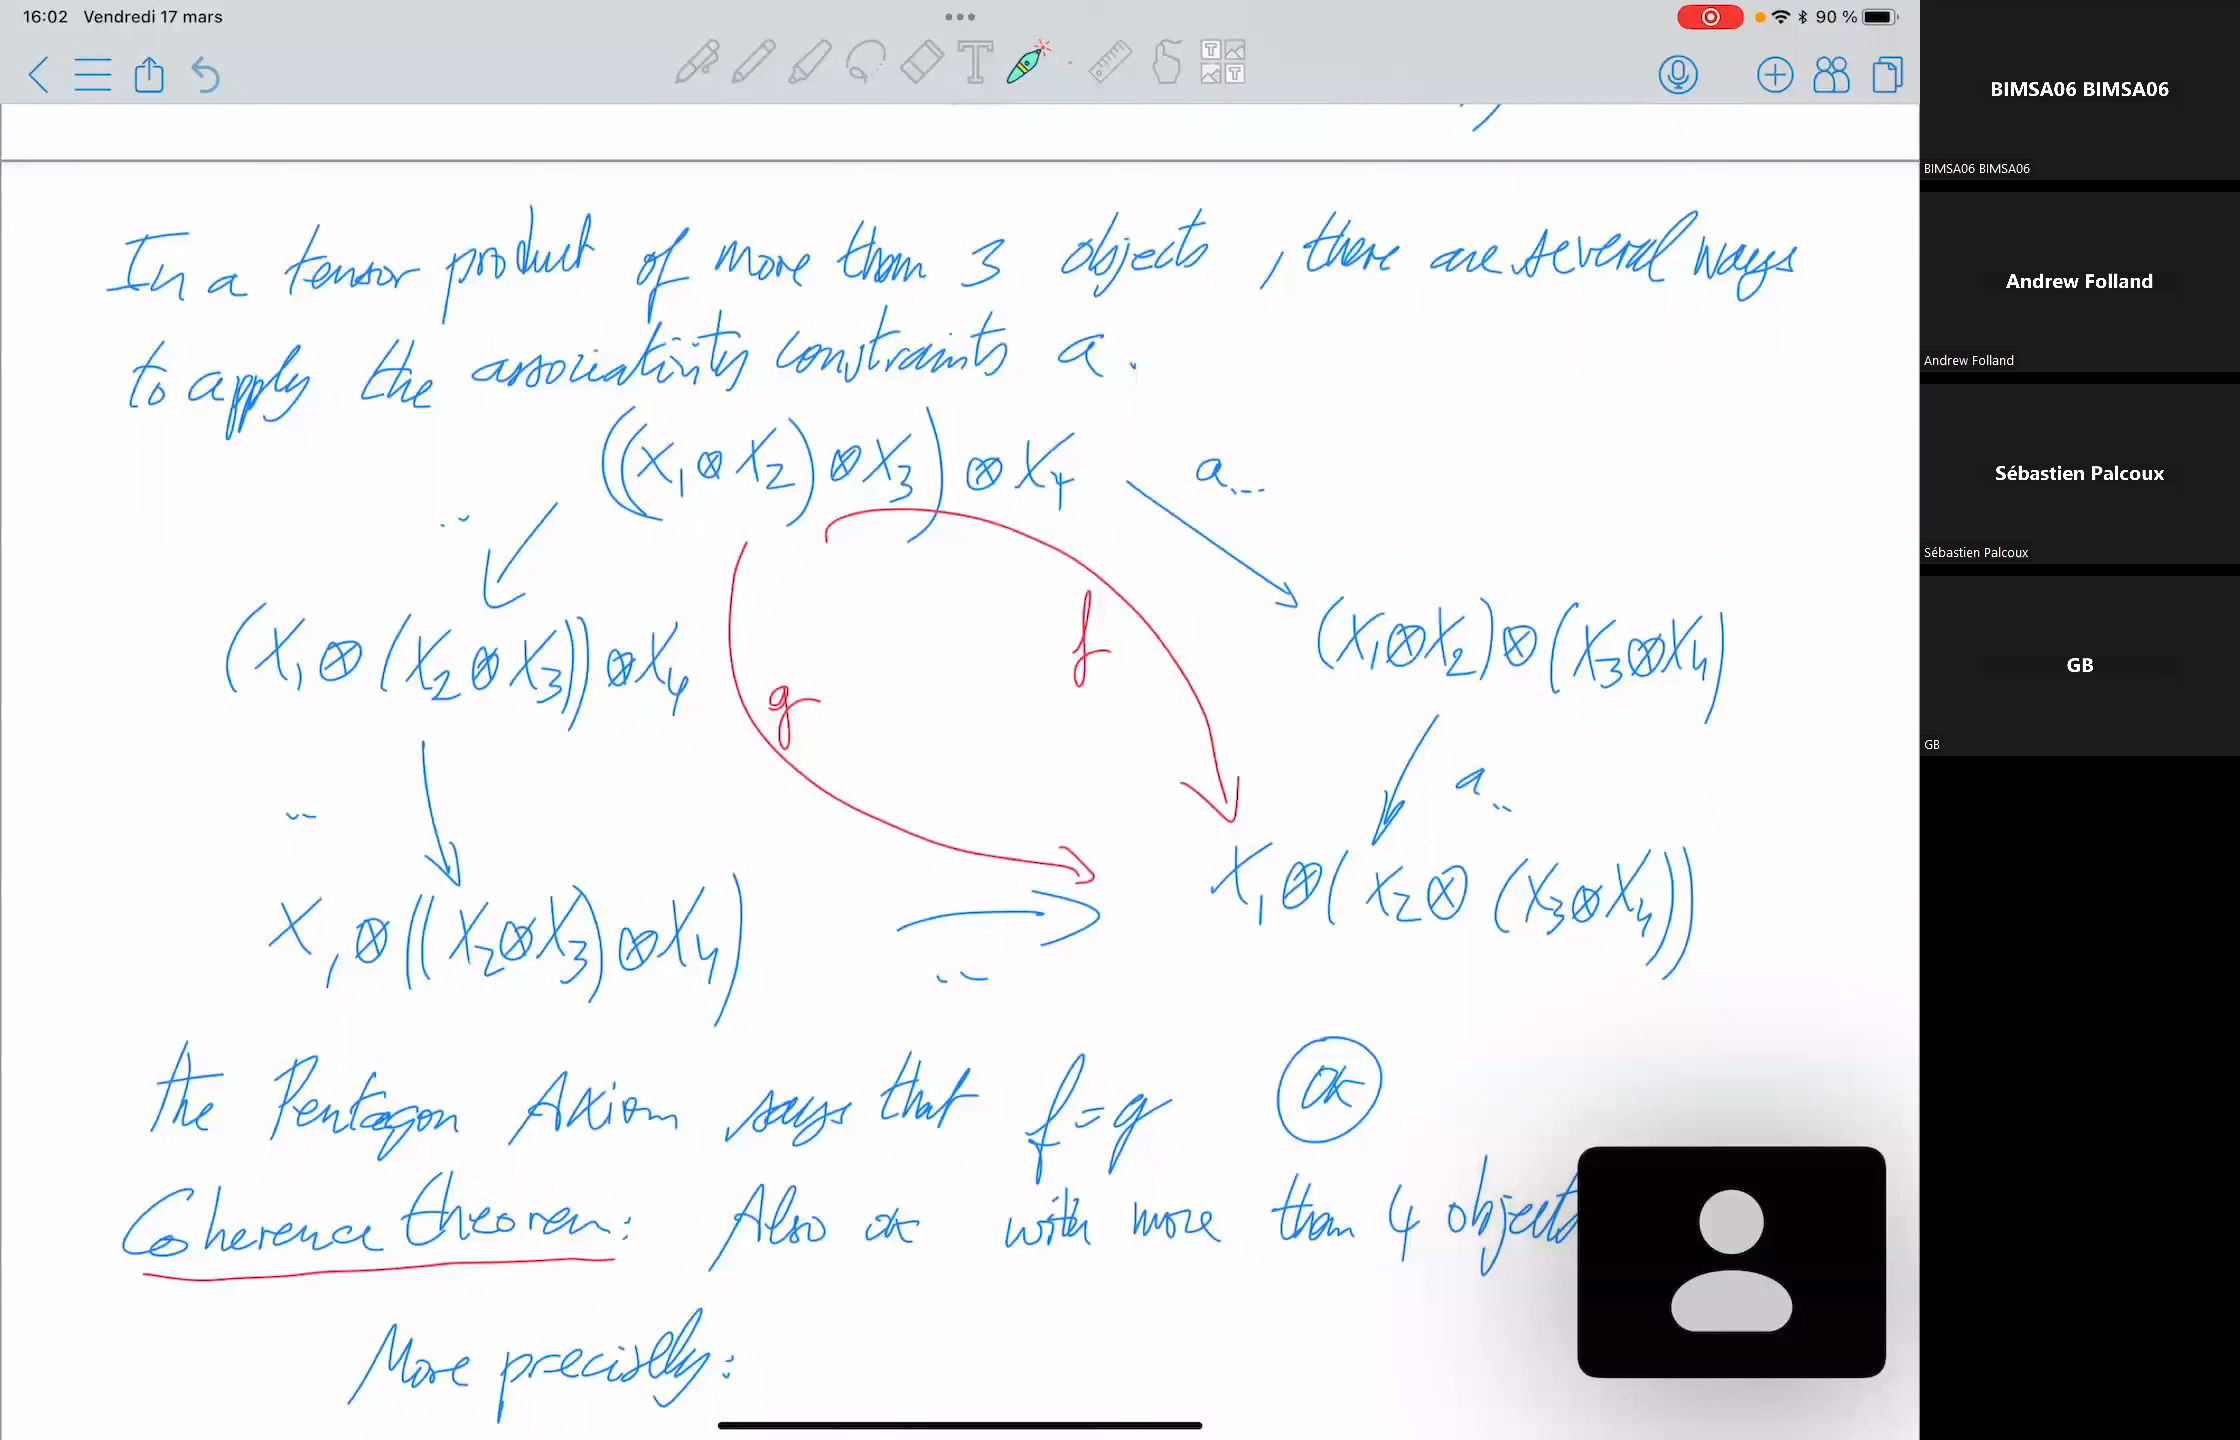 16:02 Vendredi 17 mars
90 %
In a tensor product of more than 3 objects, there are several ways
to apply the associativity constraints a.
((X₁⊗X₂)⊗X₃)⊗X₄
a...
(X₁⊗(X₂⊗X₃))⊗X₄
g
f
(X₁⊗X₂)⊗(X₃⊗X₄)
a..
X₁⊗((X₂⊗X₃)⊗X₄)
X₁⊗(X₂⊗(X₃⊗X₄))
the Pentagon Axiom says that f=g ok
Coherence theorem: Also ok with more than 4 objects
More precisely:
BIMSA06 BIMSA06
BIMSA06 BIMSA06
Andrew Folland
Andrew Folland
Sébastien Palcoux
Sébastien Palcoux
GB
GB